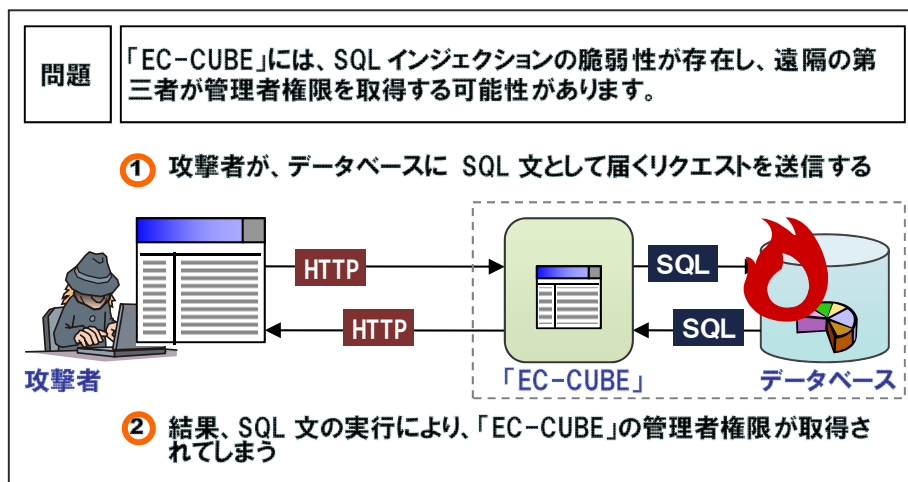 問題
「EC-CUBE」には、SQL インジェクションの脆弱性が存在し、遠隔の第
三者が管理者権限を取得する可能性があります。
1 攻撃者が、データベースに SQL 文として届くリクエストを送信する
HTTP
SQL
HTTP
SQL
攻撃者
「EC-CUBE」
データベース
2 結果、SQL 文の実行により、「EC-CUBE」の管理者権限が取得さ
れてしまう